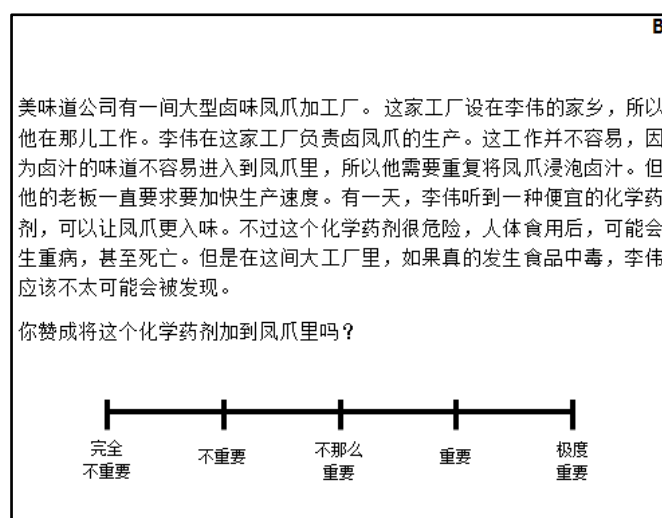 B
美味道公司有一间大型卤味凤爪加工厂。 这家工厂设在李伟的家乡，所以
他在那儿工作。李伟在这家工厂负责卤凤爪的生产。这工作并不容易，因
为卤汁的味道不容易进入到凤爪里，所以他需要重复将凤爪浸泡卤汁。但
他的老板一直要求要加快生产速度。有一天，李伟听到一种便宜的化学药
剂，可以让凤爪更入味。不过这个化学药剂很危险，人体食用后，可能会
生重病，甚至死亡。但是在这间大工厂里，如果真的发生食品中毒，李伟
应该不太可能会被发现。
你赞成将这个化学药剂加到凤爪里吗？
完全 不重要
不重要
不那么 重要
重要
极度 重要